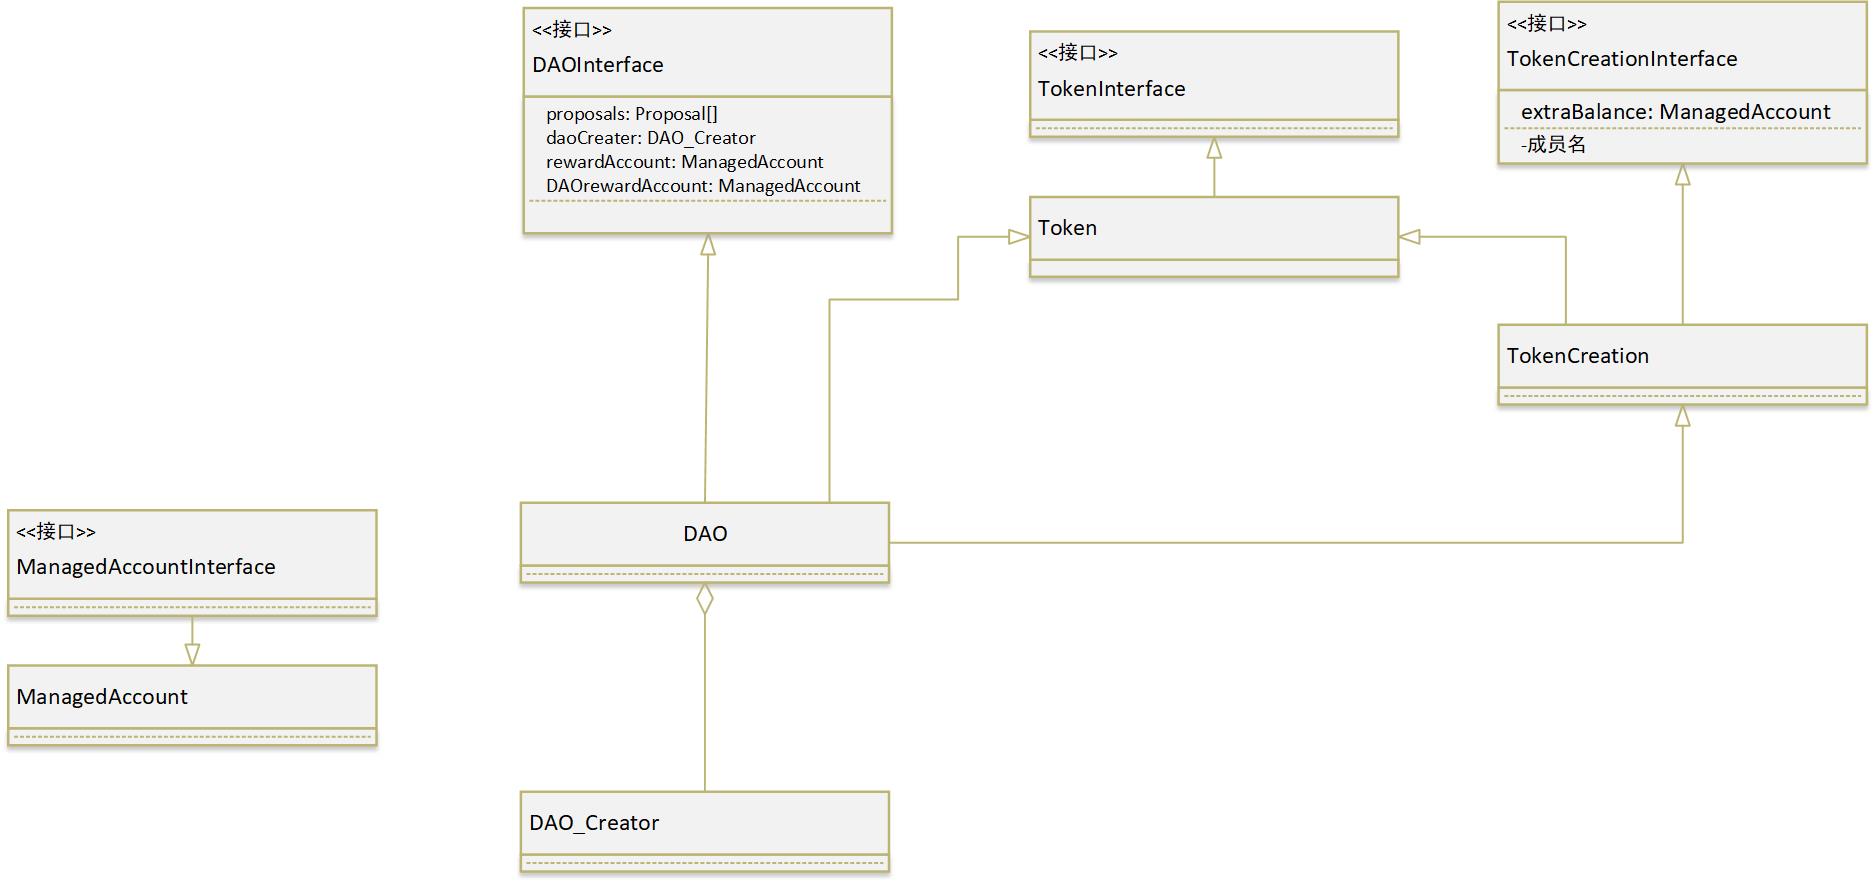 <<接口>>
DAOInterface
proposals: Proposal[]
daoCreater: DAO_Creator
rewardAccount: ManagedAccount
DAOrewardAccount: ManagedAccount
<<接口>>
TokenInterface
<<接口>>
TokenCreationInterface
extraBalance: ManagedAccount
-成员名
Token
TokenCreation
DAO
<<接口>>
ManagedAccountInterface
ManagedAccount
DAO_Creator